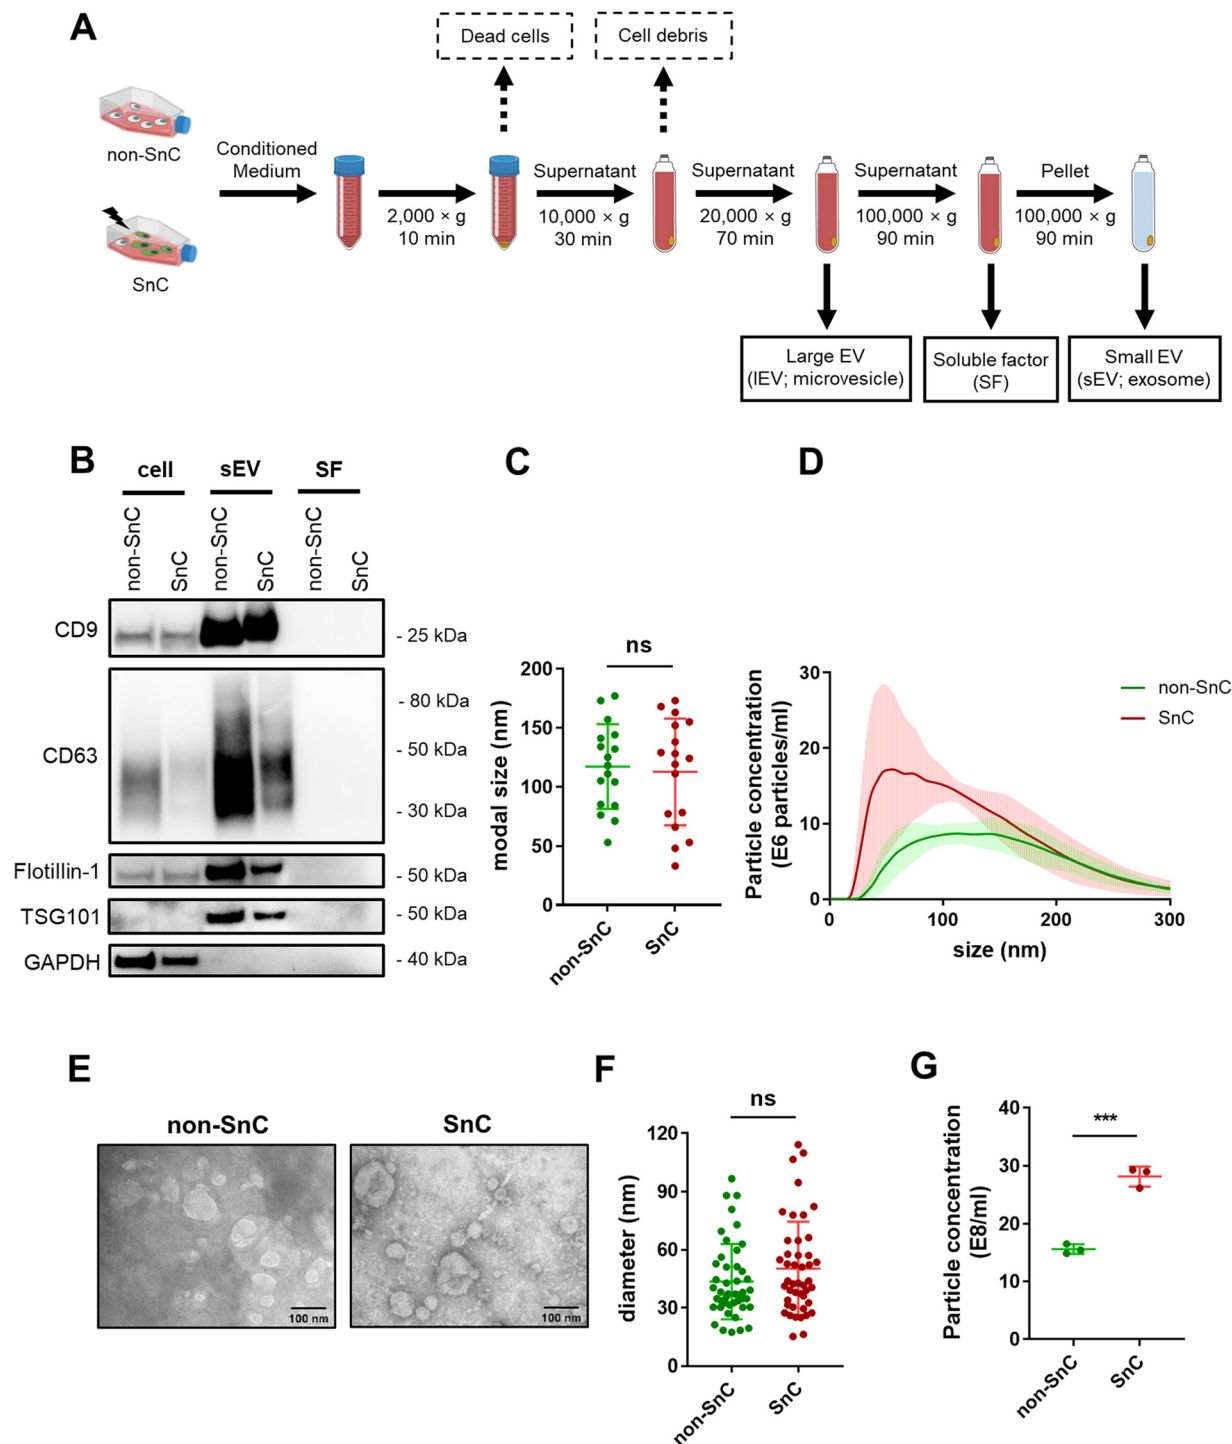 A
Dead cells
Cell debris
non-SnC
SnC
Conditioned
Medium
2,000 × g
10 min
Supernatant
10,000 × g
30 min
Supernatant
20,000 × g
70 min
Supernatant
100,000 × g
90 min
Pellet
100,000 × g
90 min
Large EV
(lEV; microvesicle)
Soluble factor
(SF)
Small EV
(sEV; exosome)
B
cell
sEV
SF
non-SnC
SnC
non-SnC
SnC
non-SnC
SnC
CD9
- 25 kDa
CD63
- 80 kDa
- 50 kDa
- 30 kDa
Flotillin-1
- 50 kDa
TSG101
- 50 kDa
GAPDH
- 40 kDa
C
ns
modal size (nm)
200
150
100
50
0
non-SnC
SnC
D
Particle concentration
(E6 particles/ml)
30
20
10
0
0
100
200
300
size (nm)
non-SnC
SnC
E
non-SnC
SnC
100 nm
100 nm
F
ns
diameter (nm)
120
90
60
30
0
non-SnC
SnC
G
***
Particle concentration
(E8/ml)
40
30
20
10
0
non-SnC
SnC